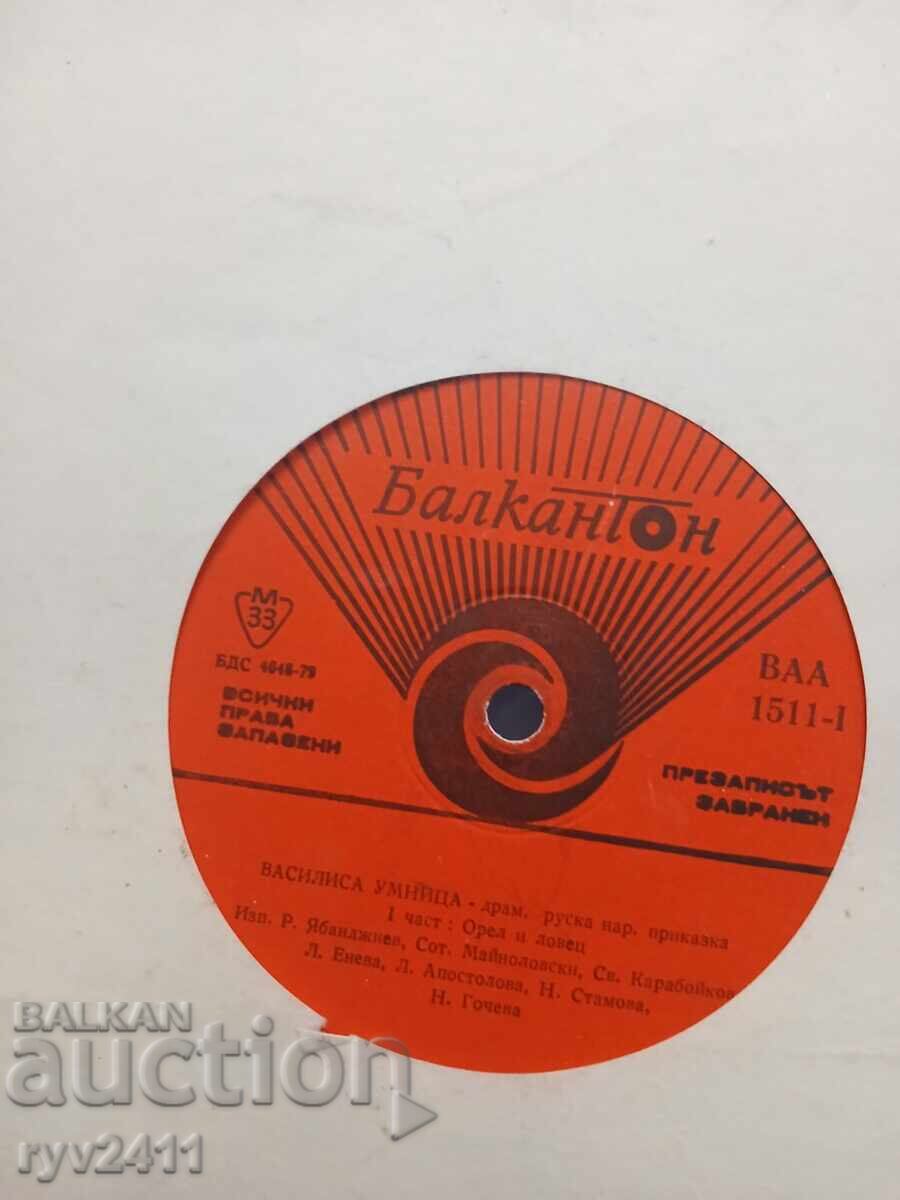 Балкантон
М
33
БДС 4048-79
ВСИЧКИ
ПРАВА
ЗАПАЗЕНИ
ВАА
1511-I
ПРЕЗАПИСЪТ
ЗАБРАНЕН
ВАСИЛИСА УМНИЦА - драм. руска нар. приказка
I част : Орел и ловец
Изп. Р. Ябанджиев, Сот. Майноловски, Св. Карабойков
Л. Енева, Л. Апостолова, Н. Стамова,
Н. Гочева
BALKAN
auction
ryv2411